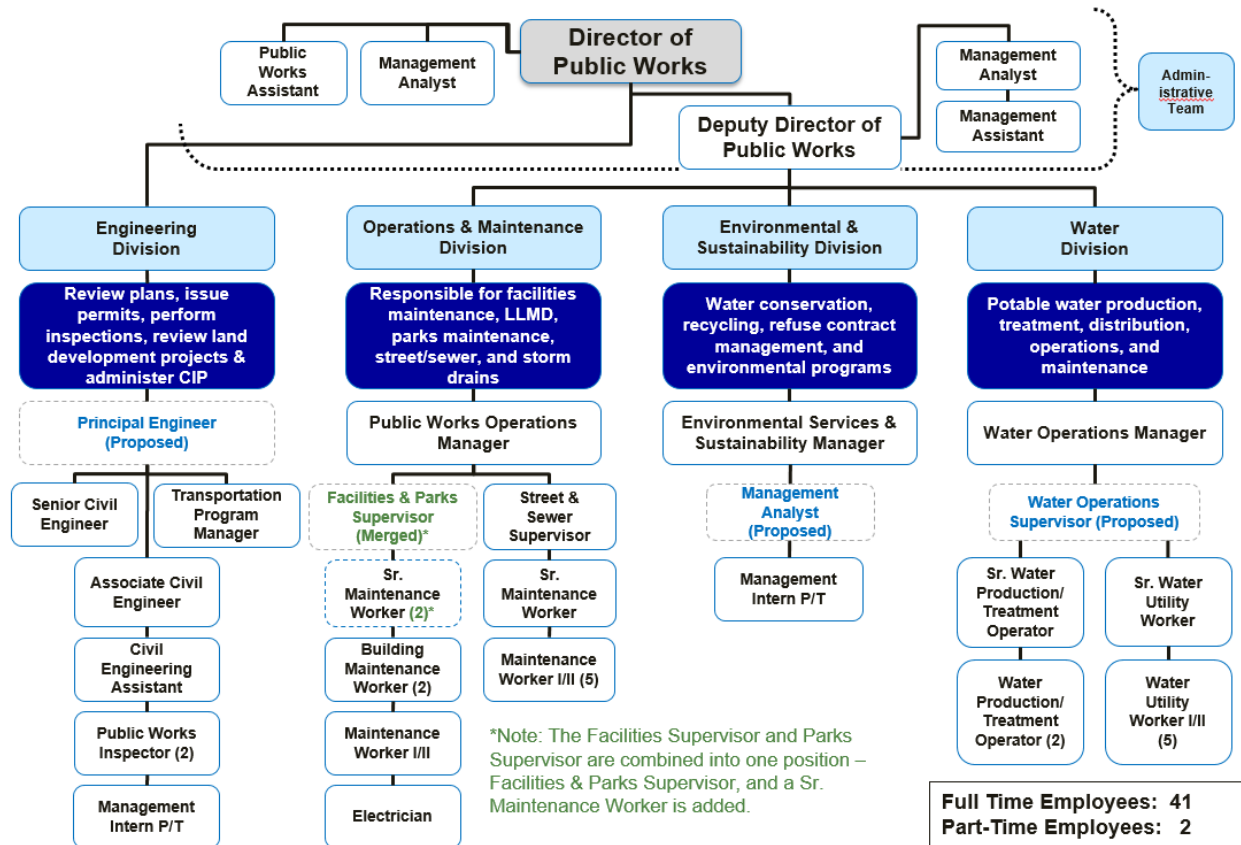 Public
Works
Assistant
Management
Analyst
Director of
Public Works
Management
Analyst
Management
Assistant
Admin-
istrative
Team
Deputy Director of
Public Works
Engineering
Division
Operations & Maintenance
Division
Environmental &
Sustainability Division
Water
Division
Review plans, issue
permits, perform
inspections, review land
development projects &
administer CIP
Responsible for facilities
maintenance, LLMD,
parks maintenance,
street/sewer, and storm
drains
Water conservation,
recycling, refuse contract
management, and
environmental programs
Potable water production,
treatment, distribution,
operations, and
maintenance
Principal Engineer
(Proposed)
Public Works Operations
Manager
Environmental Services &
Sustainability Manager
Water Operations Manager
Senior Civil
Engineer
Transportation
Program
Manager
Facilities & Parks
Supervisor
(Merged)*
Street &
Sewer
Supervisor
Management
Analyst
(Proposed)
Water Operations
Supervisor (Proposed)
Associate Civil
Engineer
Sr.
Maintenance
Worker (2)*
Sr.
Maintenance
Worker
Management
Intern P/T
Sr. Water
Production/
Treatment
Operator
Sr. Water
Utility
Worker
Civil
Engineering
Assistant
Building
Maintenance
Worker (2)
Maintenance
Worker I/II (5)
Water
Production/
Treatment
Operator (2)
Water
Utility
Worker I/II
(5)
Public Works
Inspector (2)
Maintenance
Worker I/II
Management
Intern P/T
Electrician
*Note: The Facilities Supervisor and Parks
Supervisor are combined into one position –
Facilities & Parks Supervisor, and a Sr.
Maintenance Worker is added.
Full Time Employees: 41
Part-Time Employees: 2